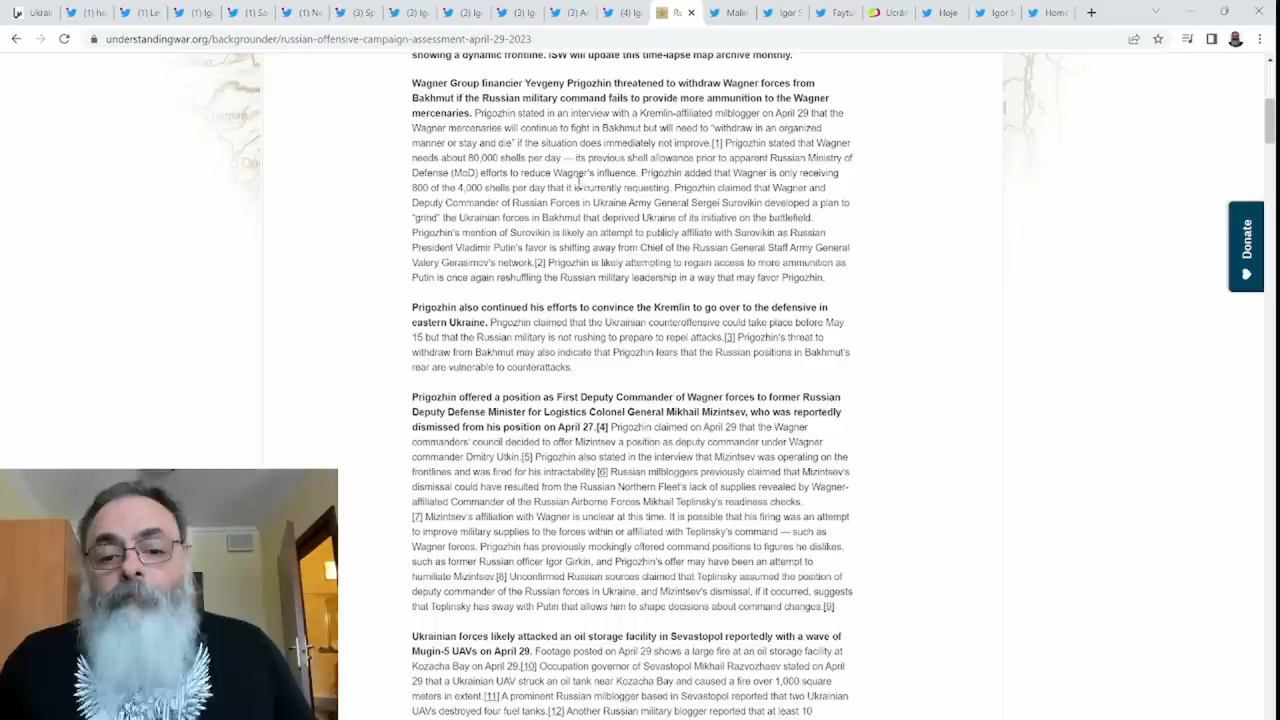 Ukrain
(1) ho
(1) Le
(1) Igo
(1) Sa
(1) Ne
(3) Sp
(3) Ig
(3) Ig
(3) An
(4) Ig
Ru
Malin
Igor S
Faytu
Ucrân
Hoje
Igor S
Home
understandingwar.org/backgrounder/russian-offensive-campaign-assessment-april-29-2023
showing a dynamic frontline. ISW will update this time-lapse map archive monthly.
Wagner Group financier Yevgeny Prigozhin threatened to withdraw Wagner forces from
Bakhmut if the Russian military command fails to provide more ammunition to the Wagner
mercenaries. Prigozhin stated in an interview with a Kremlin-affiliated milblogger on April 29 that the
Wagner mercenaries will continue to fight in Bakhmut but will need to “withdraw in an organized
manner or stay and die” if the situation does immediately not improve.[1] Prigozhin stated that Wagner
needs about 80,000 shells per day — its previous shell allowance prior to apparent Russian Ministry of
Defense (MoD) efforts to reduce Wagner's influence. Prigozhin added that Wagner is only receiving
800 of the 4,000 shells per day that it is currently requesting. Prigozhin claimed that Wagner and
Deputy Commander of Russian Forces in Ukraine Army General Sergei Surovikin developed a plan to
“grind” the Ukrainian forces in Bakhmut that deprived Ukraine of its initiative on the battlefield.
Prigozhin's mention of Surovikin is likely an attempt to publicly affiliate with Surovikin as Russian
President Vladimir Putin's favor is shifting away from Chief of the Russian General Staff Army General
Valery Gerasimov's network.[2] Prigozhin is likely attempting to regain access to more ammunition as
Putin is once again reshuffling the Russian military leadership in a way that may favor Prigozhin.
Prigozhin also continued his efforts to convince the Kremlin to go over to the defensive in
eastern Ukraine. Prigozhin claimed that the Ukrainian counteroffensive could take place before May
15 but that the Russian military is not rushing to prepare to repel attacks.[3] Prigozhin's threat to
withdraw from Bakhmut may also indicate that Prigozhin fears that the Russian positions in Bakhmut's
rear are vulnerable to counterattacks.
Prigozhin offered a position as First Deputy Commander of Wagner forces to former Russian
Deputy Defense Minister for Logistics Colonel General Mikhail Mizintsev, who was reportedly
dismissed from his position on April 27.[4] Prigozhin claimed on April 29 that the Wagner
commanders' council decided to offer Mizintsev a position as deputy commander under Wagner
commander Dmitry Utkin.[5] Prigozhin also stated in the interview that Mizintsev was operating on the
frontlines and was fired for his intractability.[6] Russian milbloggers previously claimed that Mizintsev's
dismissal could have resulted from the Russian Northern Fleet's lack of supplies revealed by Wagner-
affiliated Commander of the Russian Airborne Forces Mikhail Teplinsky's readiness checks.
[7] Mizintsev's affiliation with Wagner is unclear at this time. It is possible that his firing was an attempt
to improve military supplies to the forces within or affiliated with Teplinsky's command — such as
Wagner forces. Prigozhin has previously mockingly offered command positions to figures he dislikes,
such as former Russian officer Igor Girkin, and Prigozhin's offer may have been an attempt to
humiliate Mizintsev.[8] Unconfirmed Russian sources claimed that Teplinsky assumed the position of
deputy commander of the Russian forces in Ukraine, and Mizintsev's dismissal, if it occurred, suggests
that Teplinsky has sway with Putin that allows him to shape decisions about command changes.[9]
Ukrainian forces likely attacked an oil storage facility in Sevastopol reportedly with a wave of
Mugin-5 UAVs on April 29. Footage posted on April 29 shows a large fire at an oil storage facility at
Kozacha Bay on April 29.[10] Occupation governor of Sevastopol Mikhail Razvozhaev stated on April
29 that a Ukrainian UAV struck an oil tank near Kozacha Bay and caused a fire over 1,000 square
meters in extent.[11] A prominent Russian milblogger based in Sevastopol reported that two Ukrainian
UAVs destroyed four fuel tanks.[12] Another Russian military blogger reported that at least 10
Donate